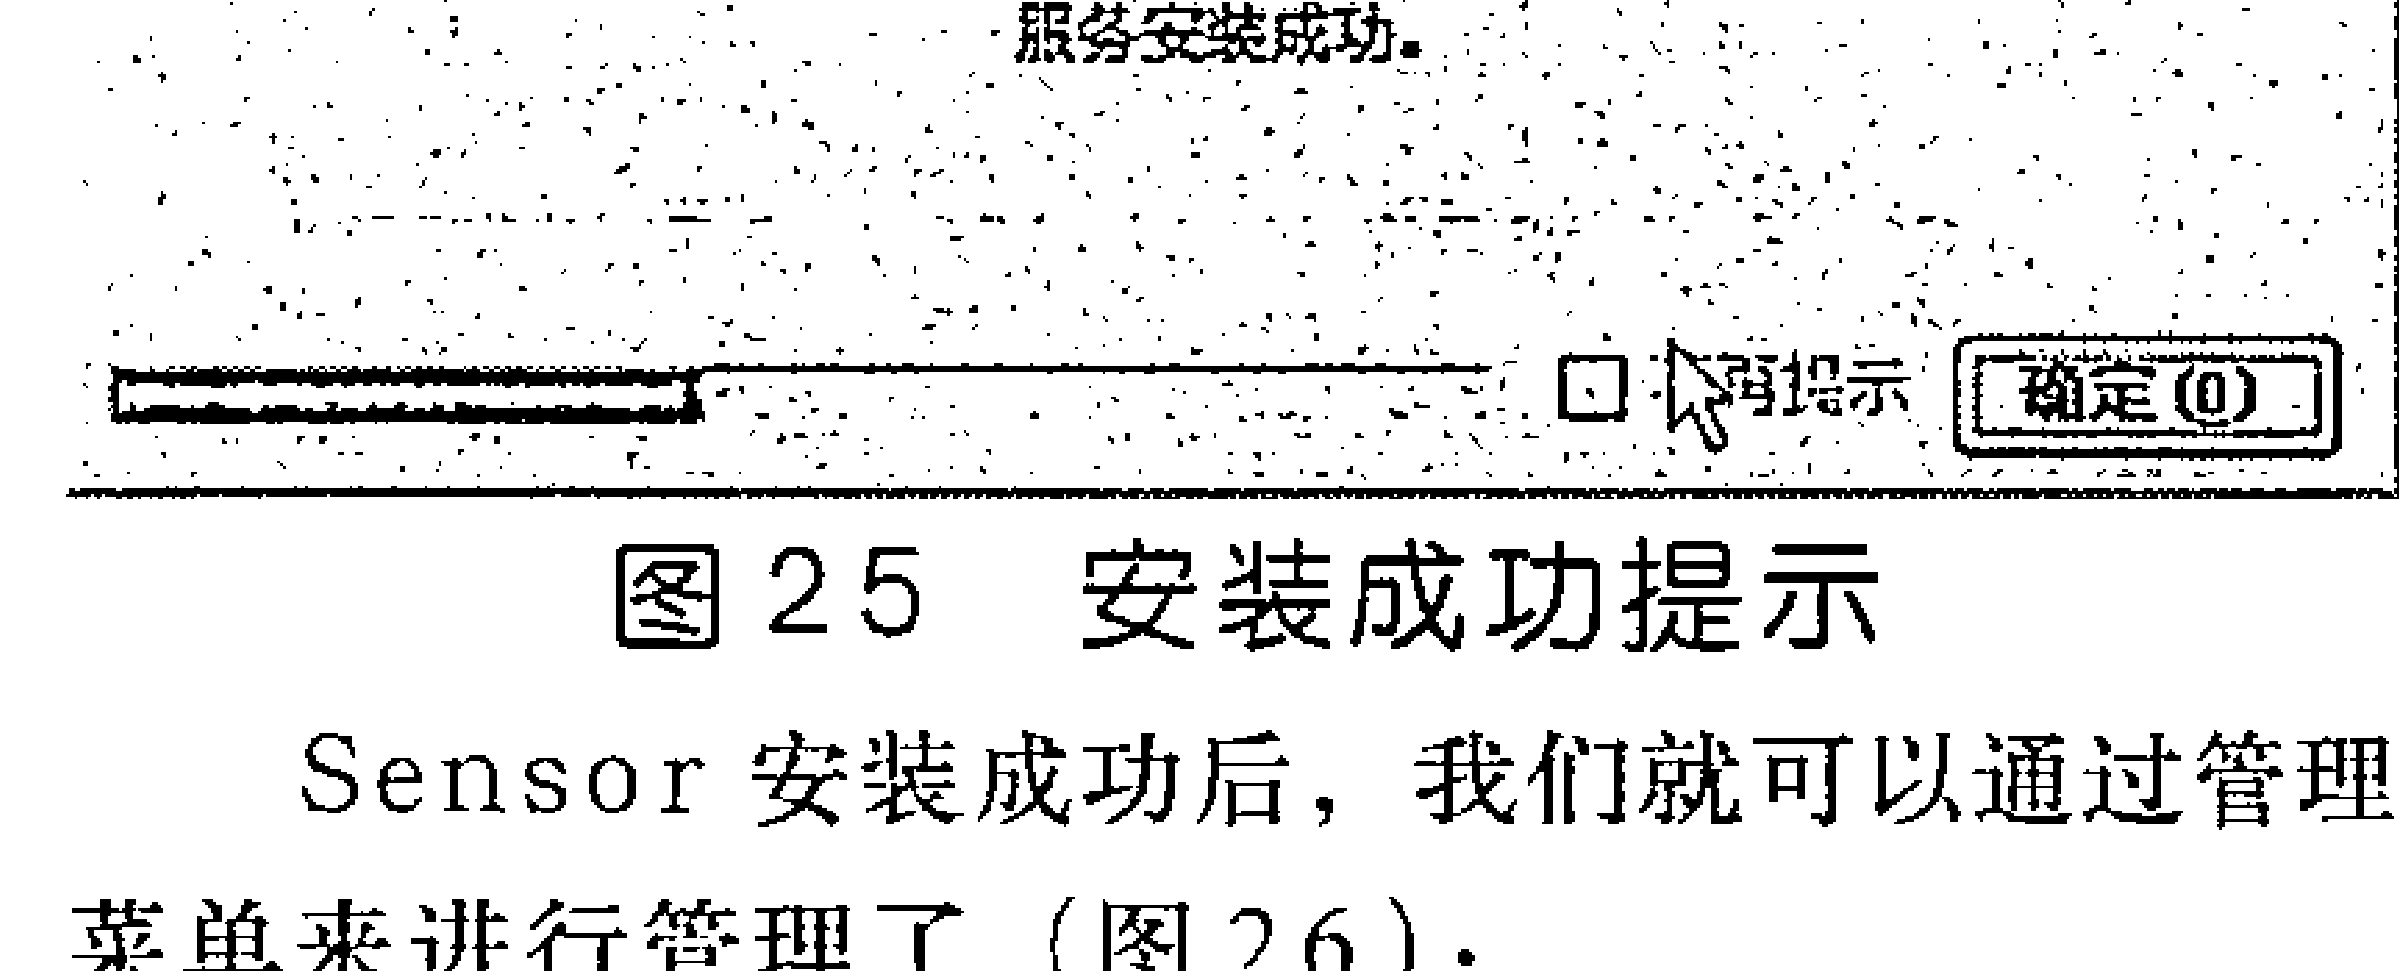 服务安装成功。
再提示 确定(O)
图25 安装成功提示
Sensor 安装成功后，我们就可以通过管理
菜单来进行管理了（图26）.